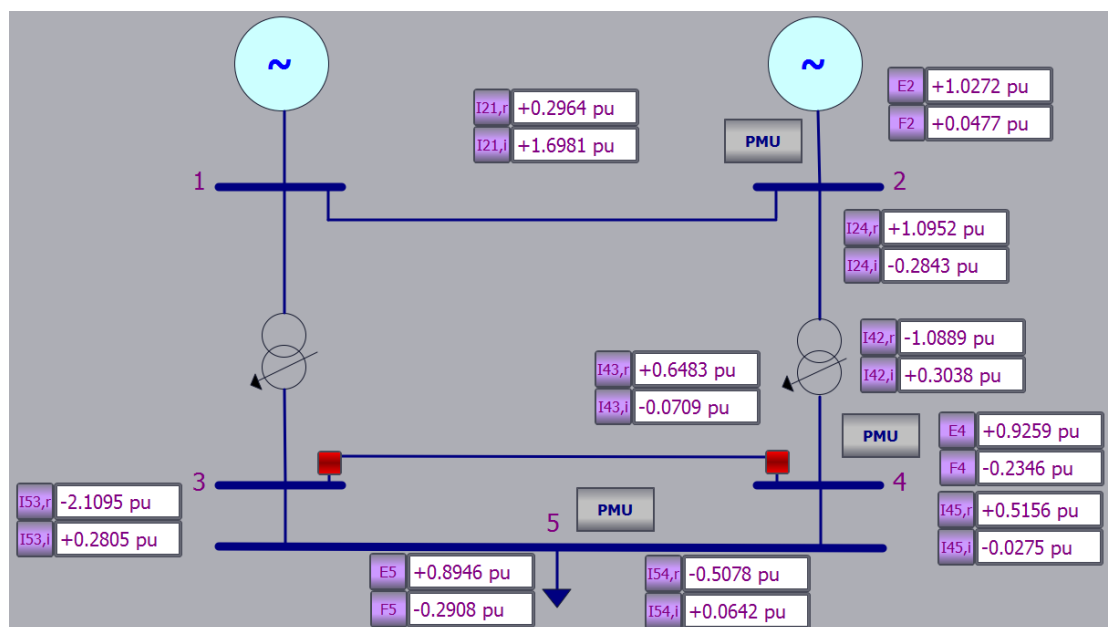 ~
~
E2 +1.0272 pu
I21,r +0.2964 pu
F2 +0.0477 pu
I21,i +1.6981 pu
PMU
1
2
I24,r +1.0952 pu
I24,i -0.2843 pu
I42,r -1.0889 pu
I43,r +0.6483 pu
I42,i +0.3038 pu
I43,i -0.0709 pu
PMU
E4 +0.9259 pu
F4 -0.2346 pu
3
4
I53,r -2.1095 pu
PMU
I45,r +0.5156 pu
5
I53,i +0.2805 pu
I45,i -0.0275 pu
E5 +0.8946 pu
I54,r -0.5078 pu
F5 -0.2908 pu
I54,i +0.0642 pu